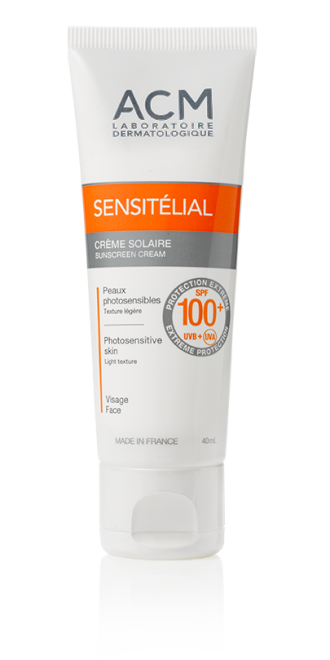 ACM
LABORATOIRE
DERMATOLOGIQUE
SENSITÉLIAL
CRÈME SOLAIRE
SUNSCREEN CREAM
Peaux
photosensibles
Texture légère
Photosensitive
skin
Light texture
PROTECTION EXTRÊME
SPF
100+
UVB + UVA
EXTREME PROTECTION
Visage
Face
MADE IN FRANCE 40mL